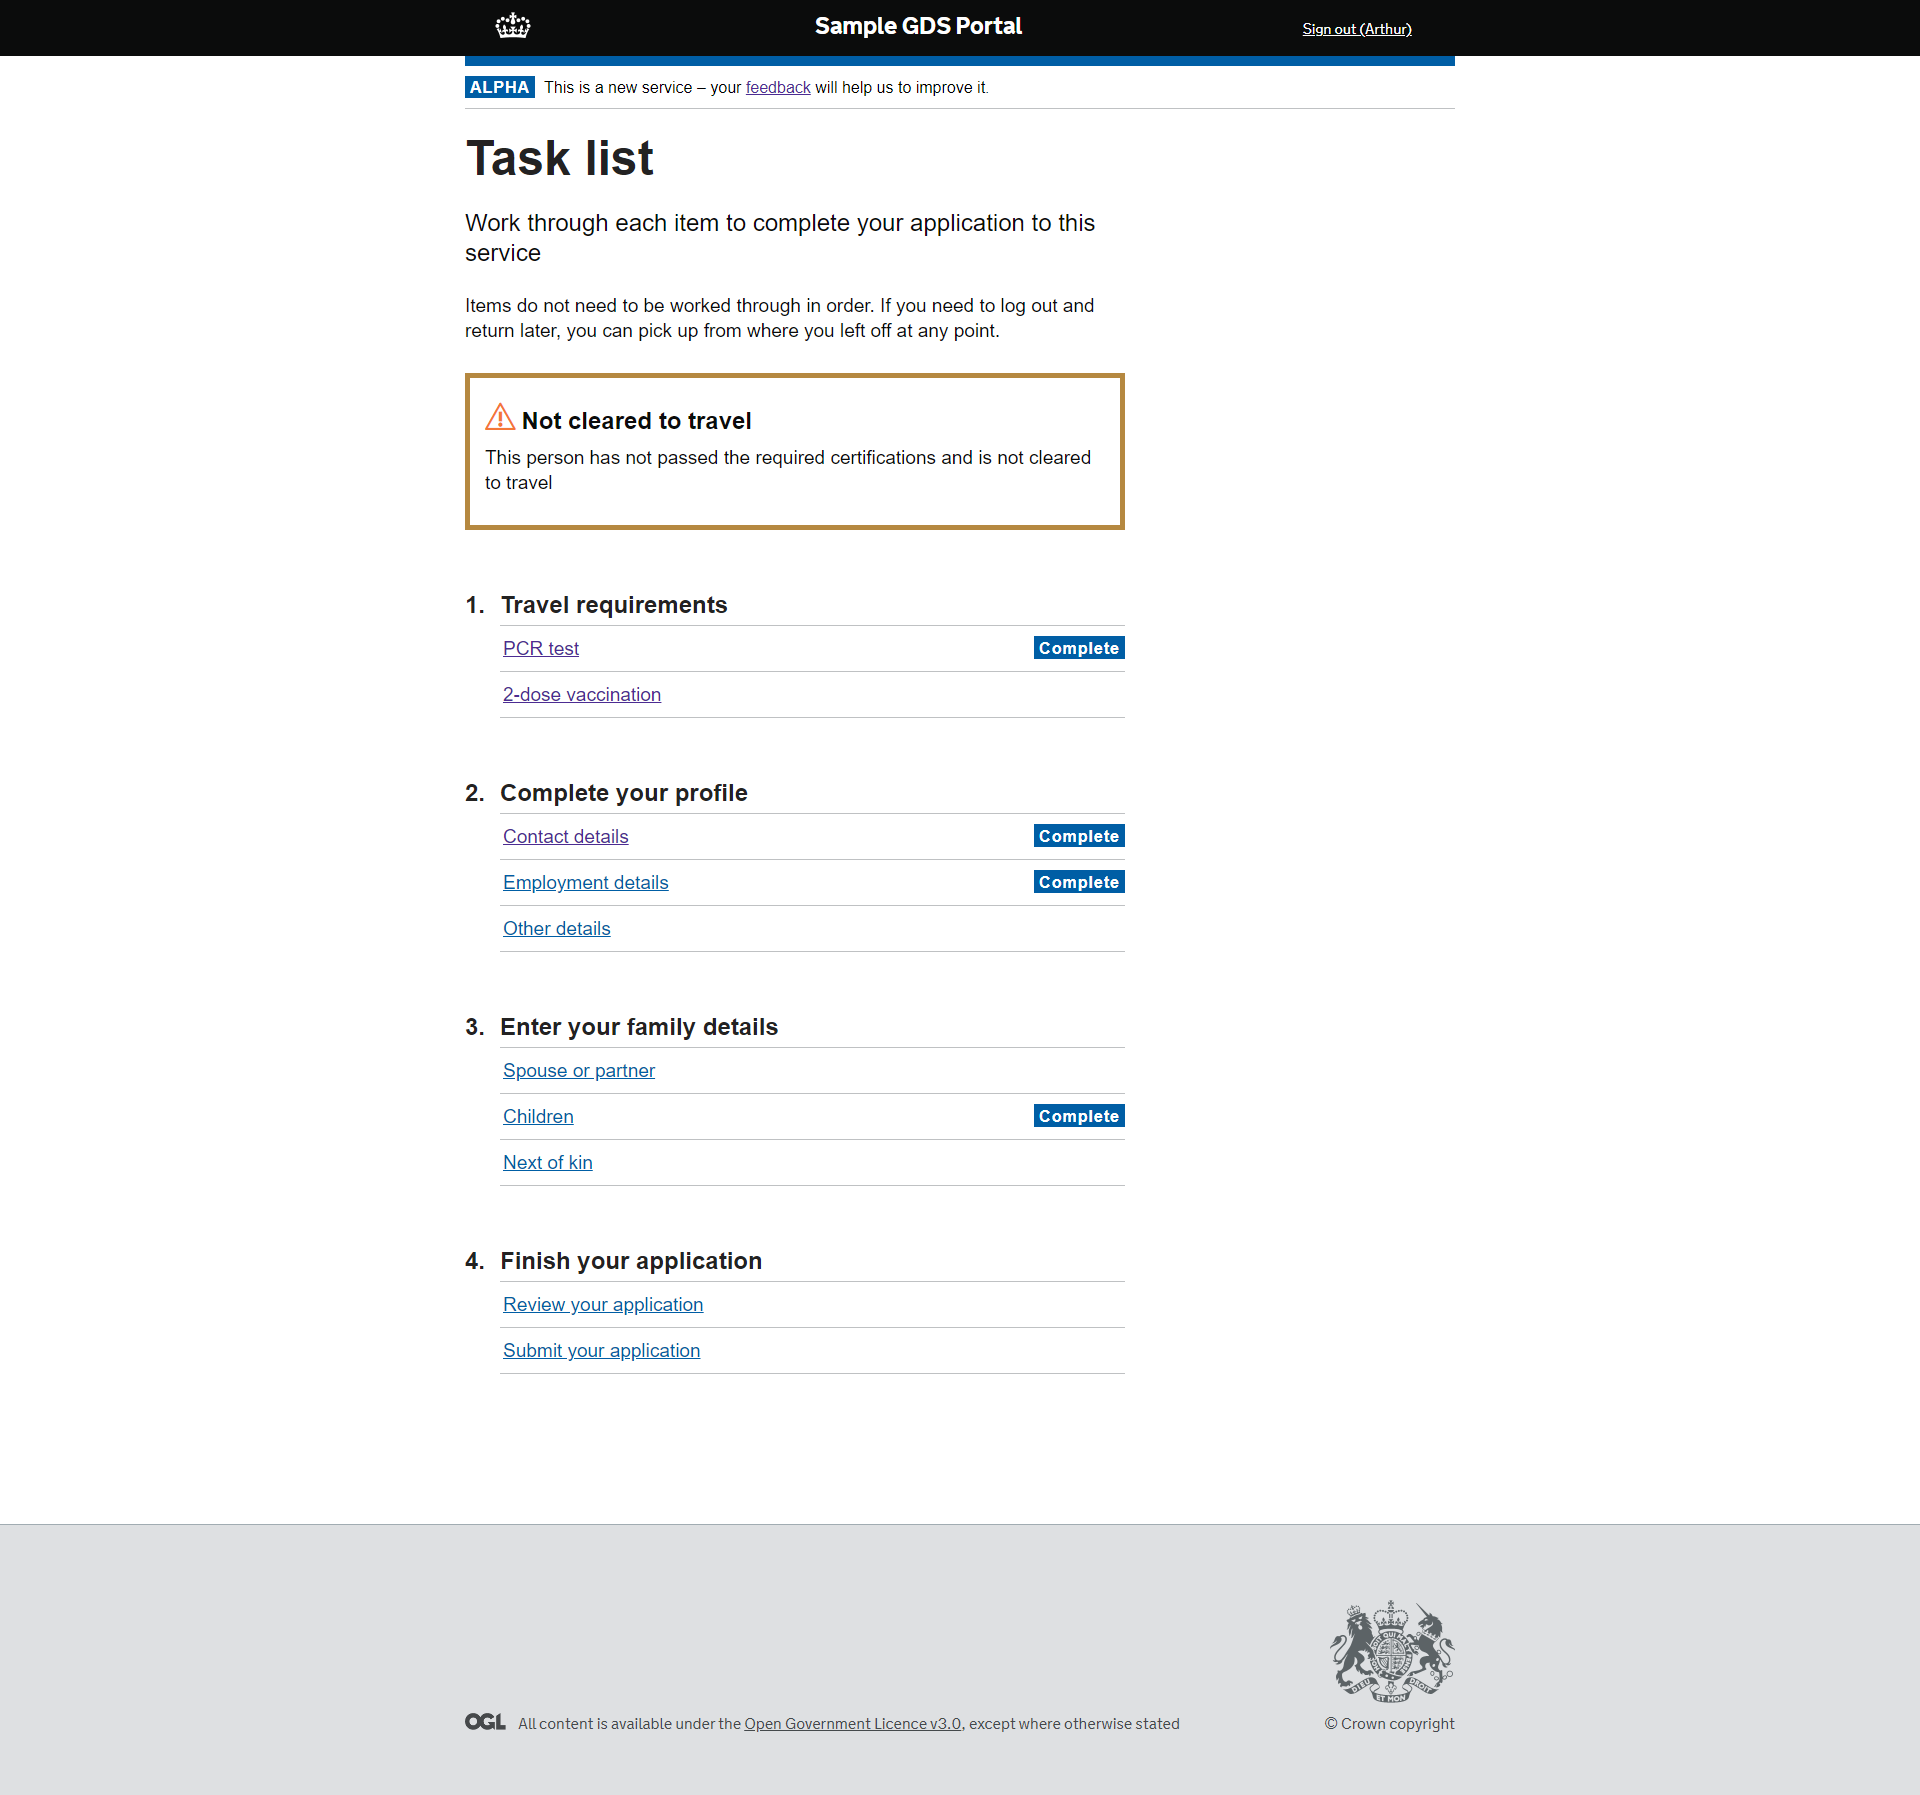 Sample GDS Portal
Sign out (Arthur)
ALPHA This is a new service – your feedback will help us to improve it.
Task list
Work through each item to complete your application to this
service
Items do not need to be worked through in order. If you need to log out and
return later, you can pick up from where you left off at any point.
Not cleared to travel
This person has not passed the required certifications and is not cleared
to travel
1. Travel requirements
PCR test Complete
2-dose vaccination
2. Complete your profile
Contact details Complete
Employment details Complete
Other details
3. Enter your family details
Spouse or partner
Children Complete
Next of kin
4. Finish your application
Review your application
Submit your application
DIEU ET MON DROIT
OGL All content is available under the Open Government Licence v3.0, except where otherwise stated
© Crown copyright